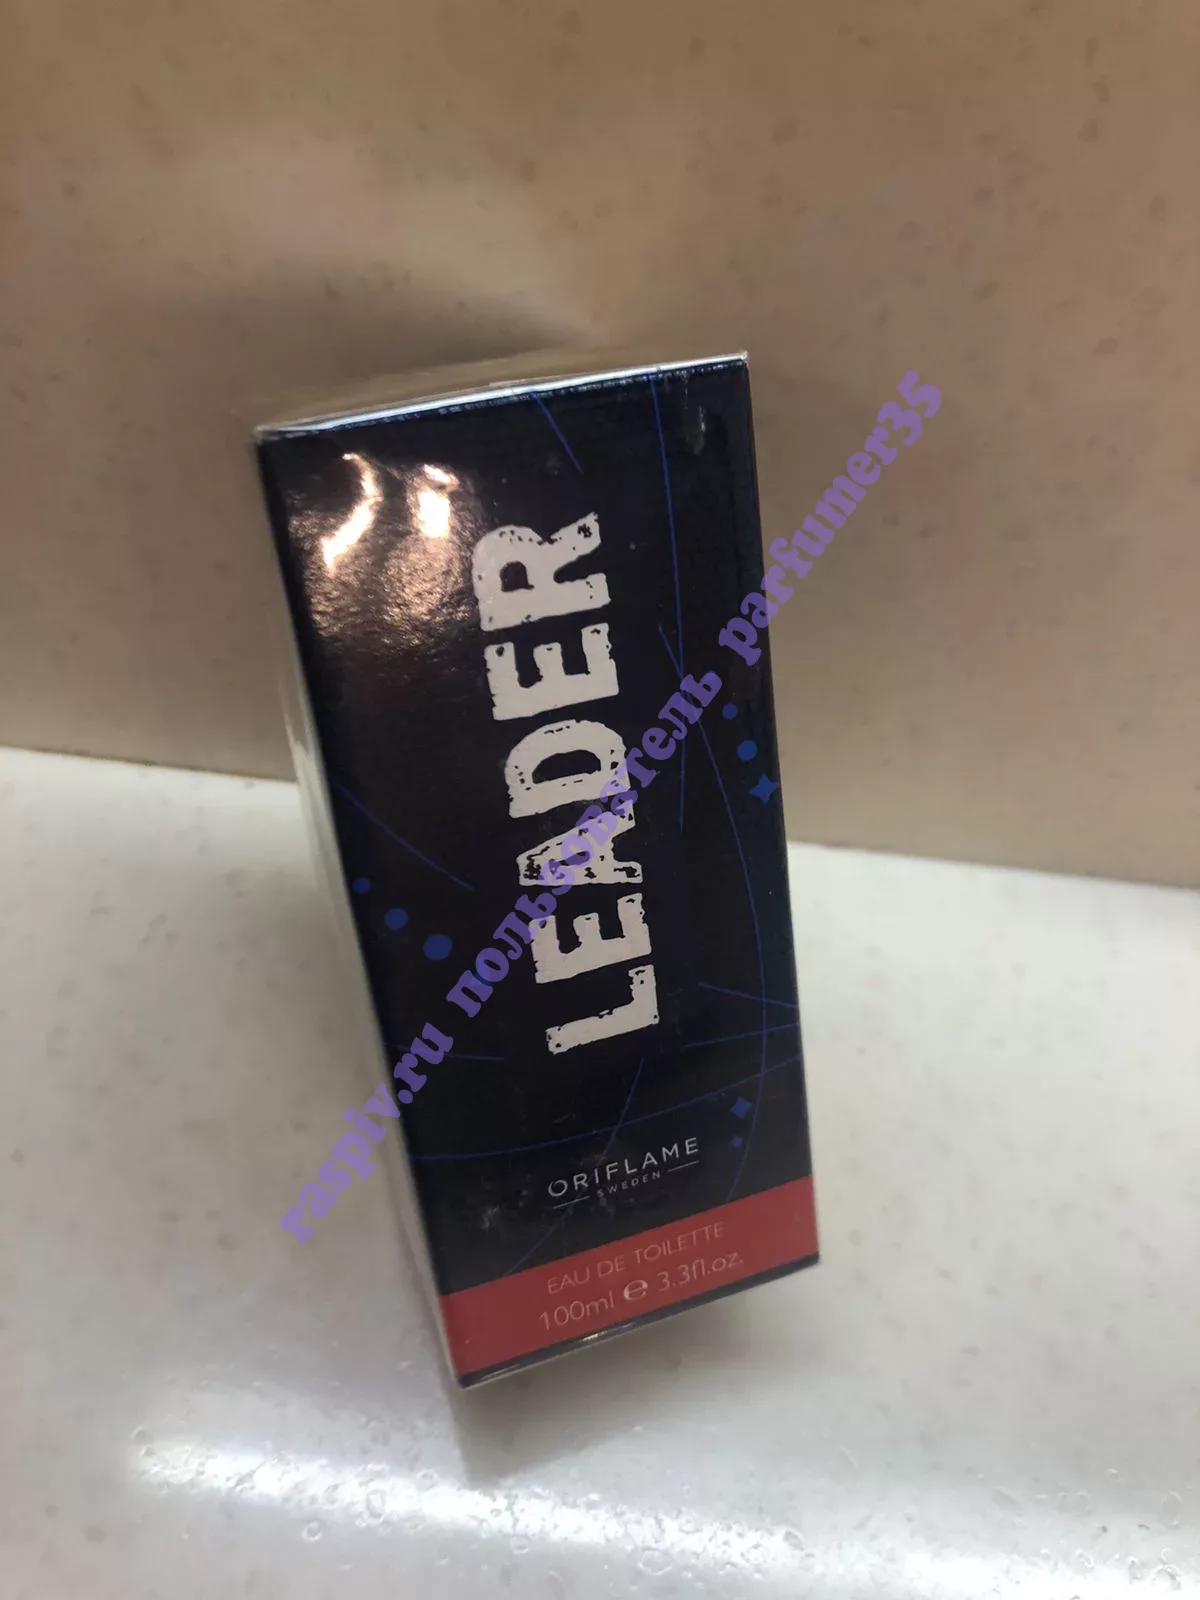 LEADER
ORIFLAME
SWEDEN
EAU DE TOILETTE
100ml e 3.3fl.oz.
raspiv.ru пользователь parfumer35